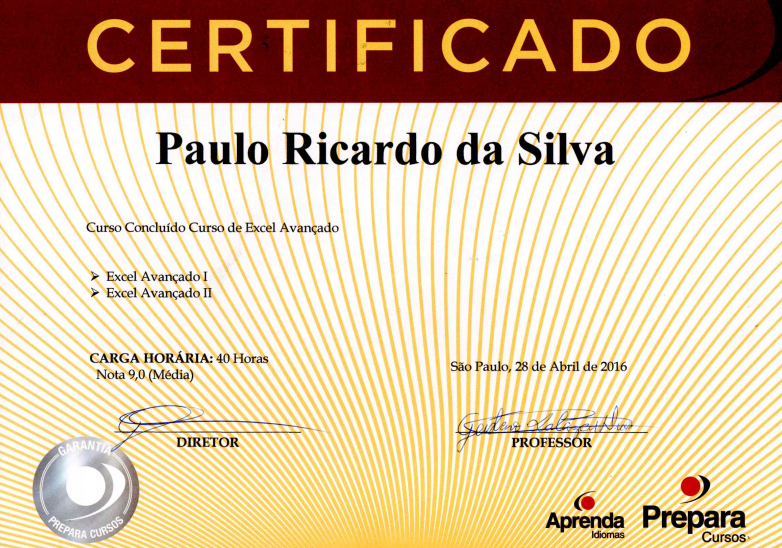 CERTIFICADO
Paulo Ricardo da Silva
Curso Concluído Curso de Excel Avançado
➢ Excel Avançado I
➢ Excel Avançado II
CARGA HORÁRIA: 40 Horas
Nota 9,0 (Média)
São Paulo, 28 de Abril de 2016
DIRETOR
PROFESSOR
GARANTIA
PREPARA CURSOS
Aprenda
Idiomas
Prepara
Cursos